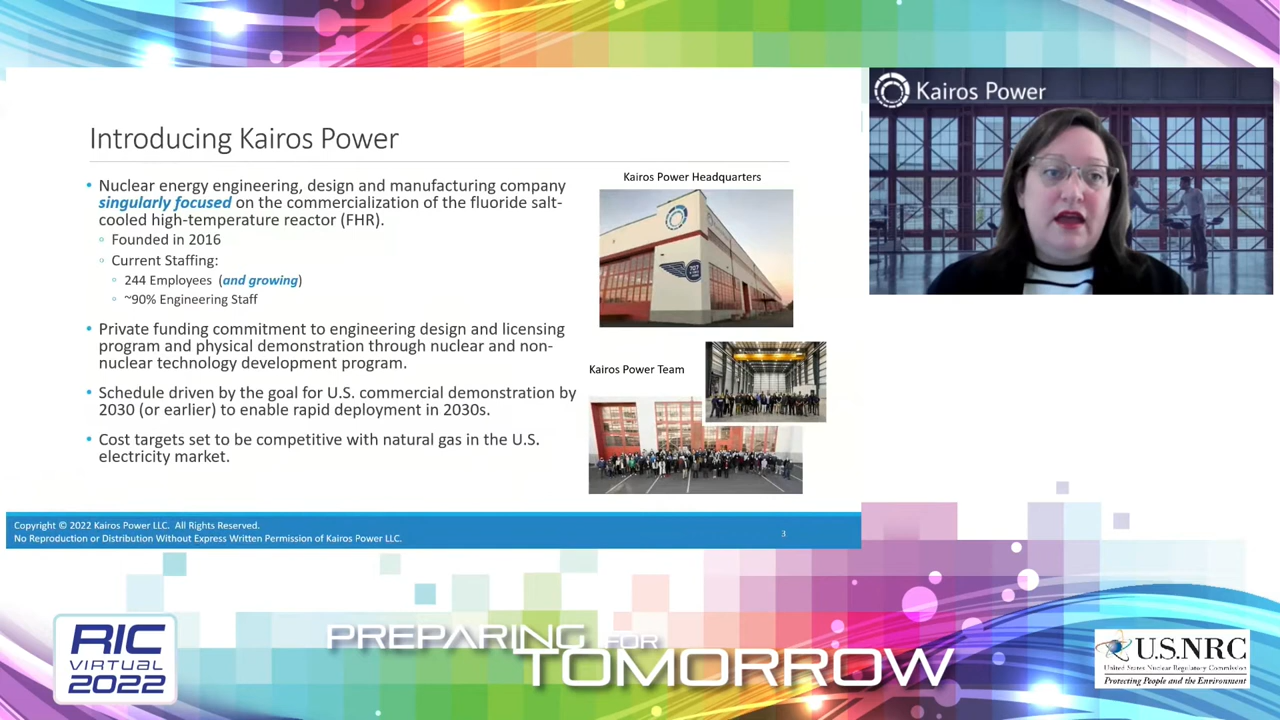 Introducing Kairos Power
• Nuclear energy engineering, design and manufacturing company
singularly focused on the commercialization of the fluoride salt-
cooled high-temperature reactor (FHR).
◦ Founded in 2016
◦ Current Staffing:
◦ 244 Employees (and growing)
◦ ~90% Engineering Staff
• Private funding commitment to engineering design and licensing
program and physical demonstration through nuclear and non-
nuclear technology development program.
• Schedule driven by the goal for U.S. commercial demonstration by
2030 (or earlier) to enable rapid deployment in 2030s.
• Cost targets set to be competitive with natural gas in the U.S.
electricity market.
Kairos Power Headquarters
707
Kairos Power Team
Copyright © 2022 Kairos Power LLC. All Rights Reserved.
No Reproduction or Distribution Without Express Written Permission of Kairos Power LLC.
3
Kairos Power
RIC
VIRTUAL
2022
PREPARING FOR
TOMORROW
U.S.NRC
United States Nuclear Regulatory Commission
Protecting People and the Environment